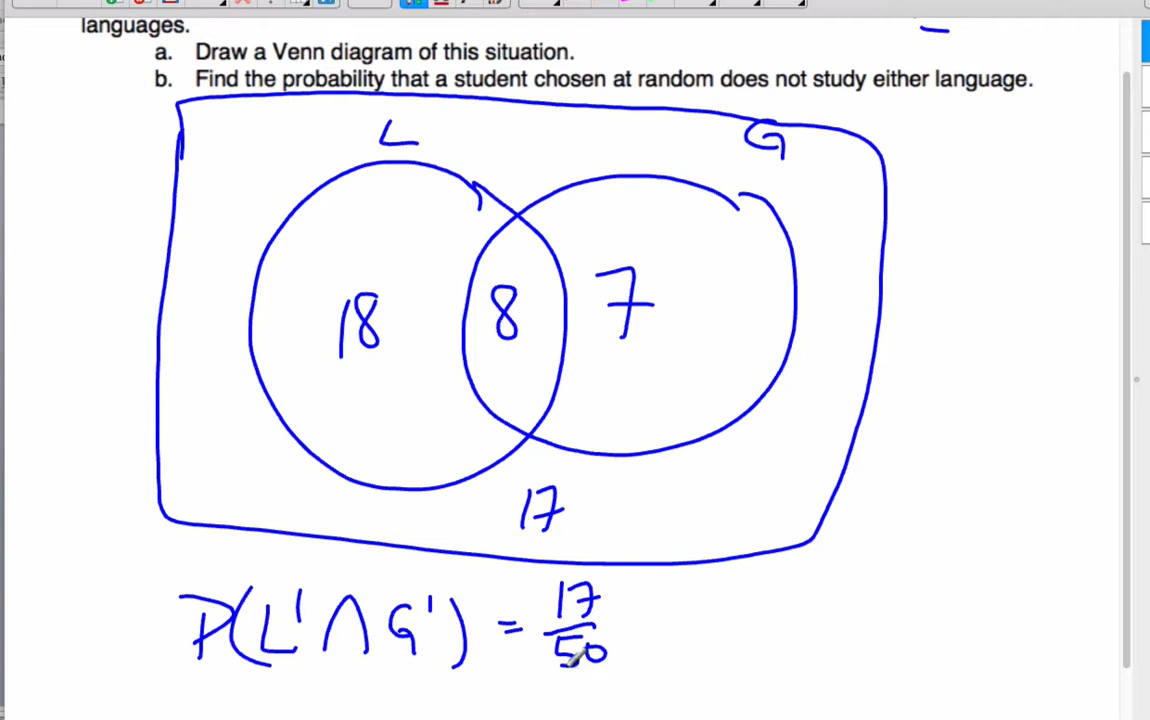 languages.
a. Draw a Venn diagram of this situation.
b. Find the probability that a student chosen at random does not study either language.
L G
18 8 7
17
P(L' ∩ G') = 17/50